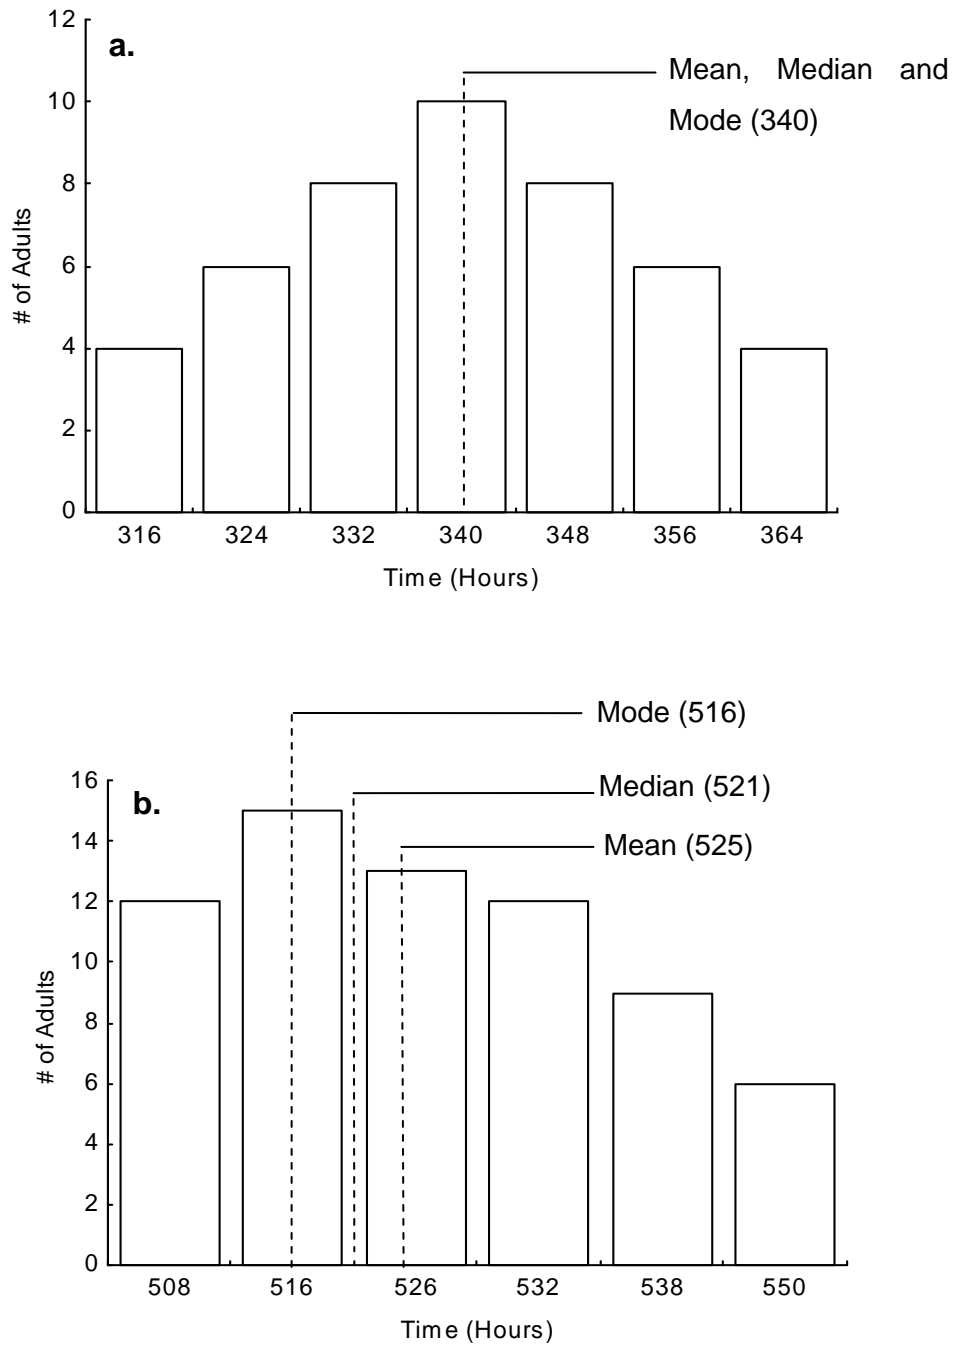 12
a.
Mean, Median and
Mode (340)
10
8
6
4
2
0
# of Adults
316 324 332 340 348 356 364
Time (Hours)
Mode (516)
Median (521)
Mean (525)
16
b.
14
12
10
8
6
4
2
0
# of Adults
508 516 526 532 538 550
Time (Hours)